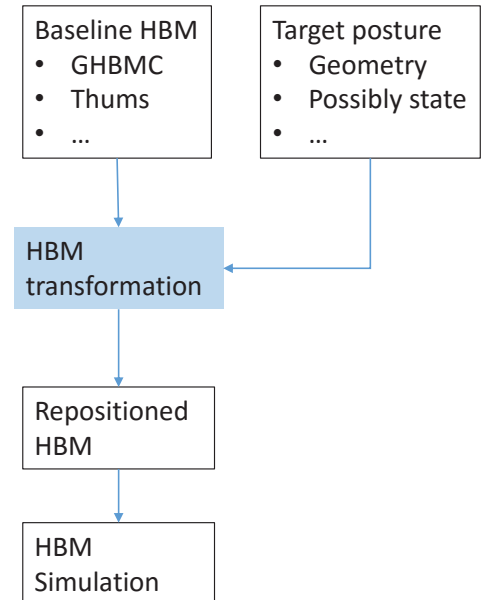 Baseline HBM
• GHBMC
• Thums
• ...
Target posture
• Geometry
• Possibly state
• ...
HBM
transformation
Repositioned
HBM
HBM
Simulation